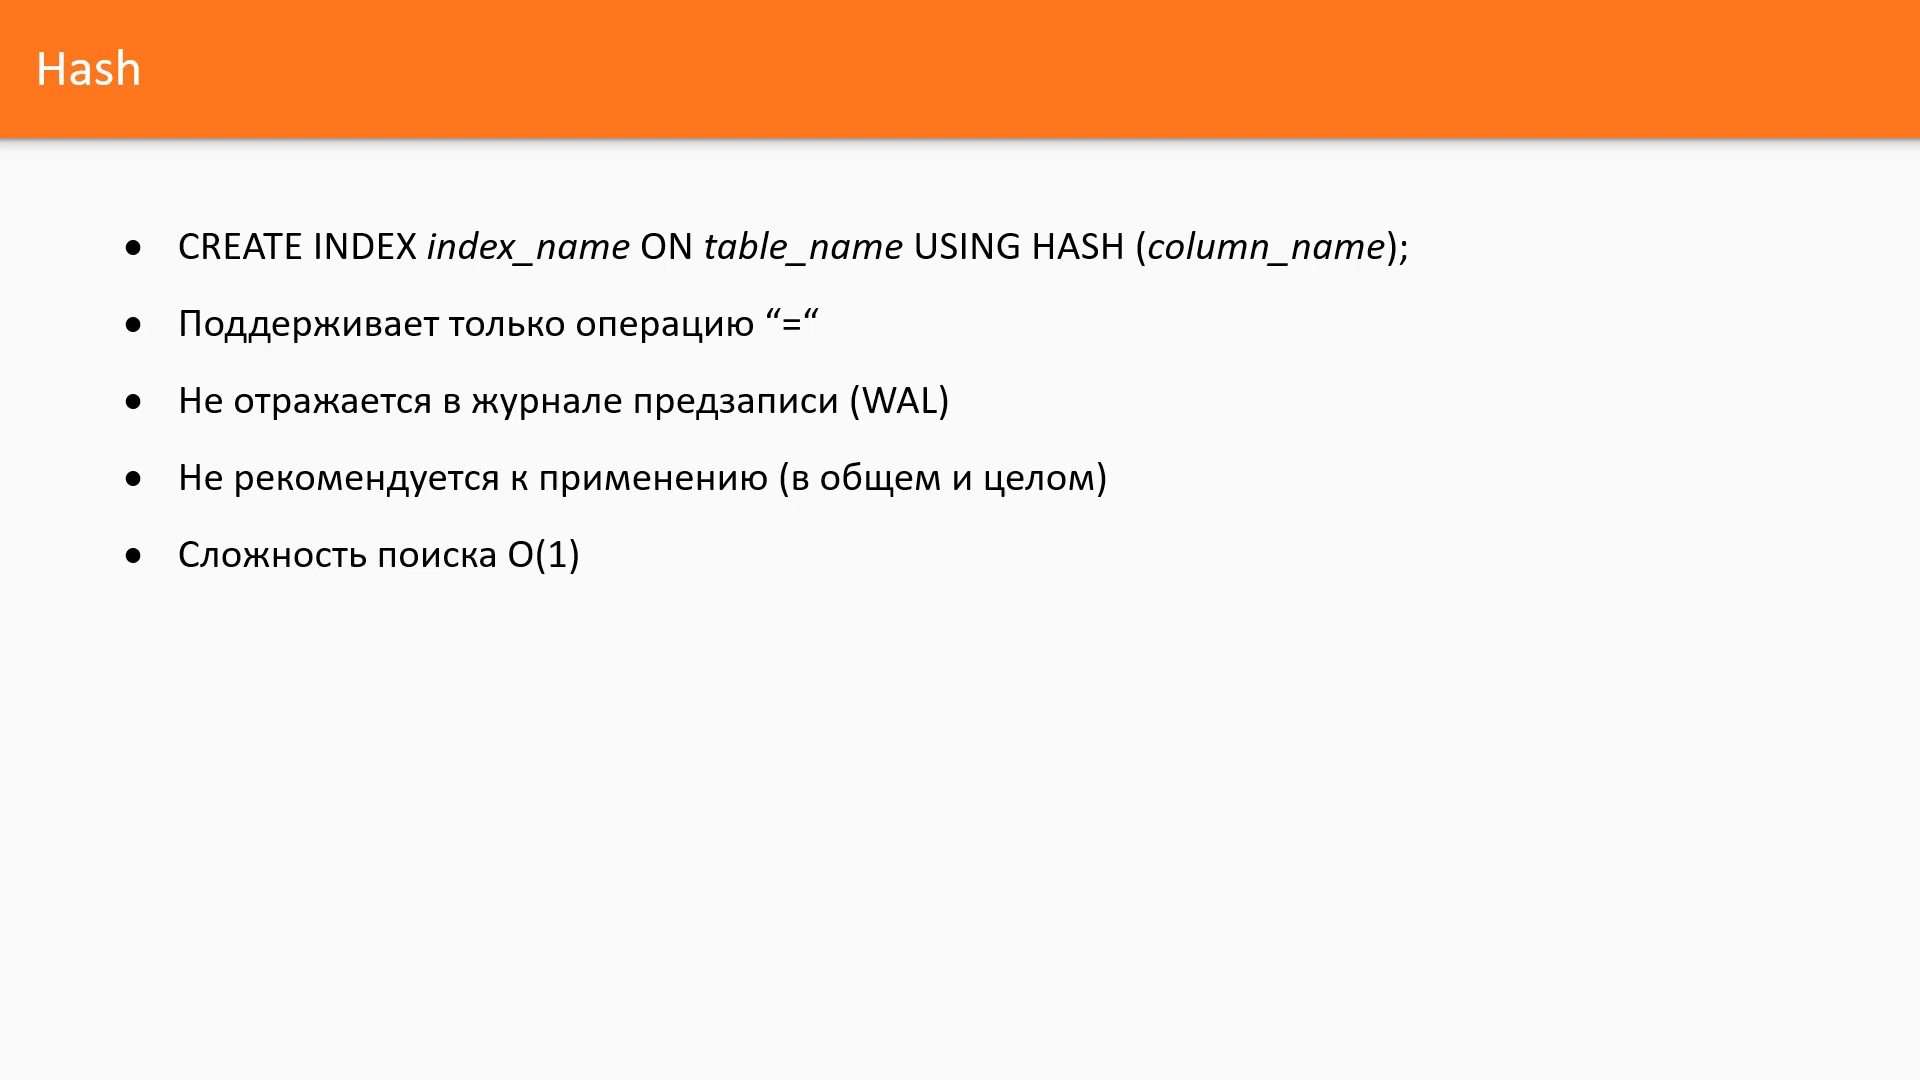 Hash
● CREATE INDEX index_name ON table_name USING HASH (column_name);
● Поддерживает только операцию “=“
● Не отражается в журнале предзаписи (WAL)
● Не рекомендуется к применению (в общем и целом)
● Сложность поиска O(1)